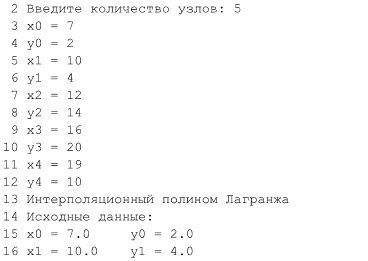 2 Введите количество узлов: 5
3 x0 = 7
4 y0 = 2
5 x1 = 10
6 y1 = 4
7 x2 = 12
8 y2 = 14
9 x3 = 16
10 y3 = 20
11 x4 = 19
12 y4 = 10
13 Интерполяционный полином Лагранжа
14 Исходные данные:
15 x0 = 7.0 y0 = 2.0
16 x1 = 10.0 y1 = 4.0